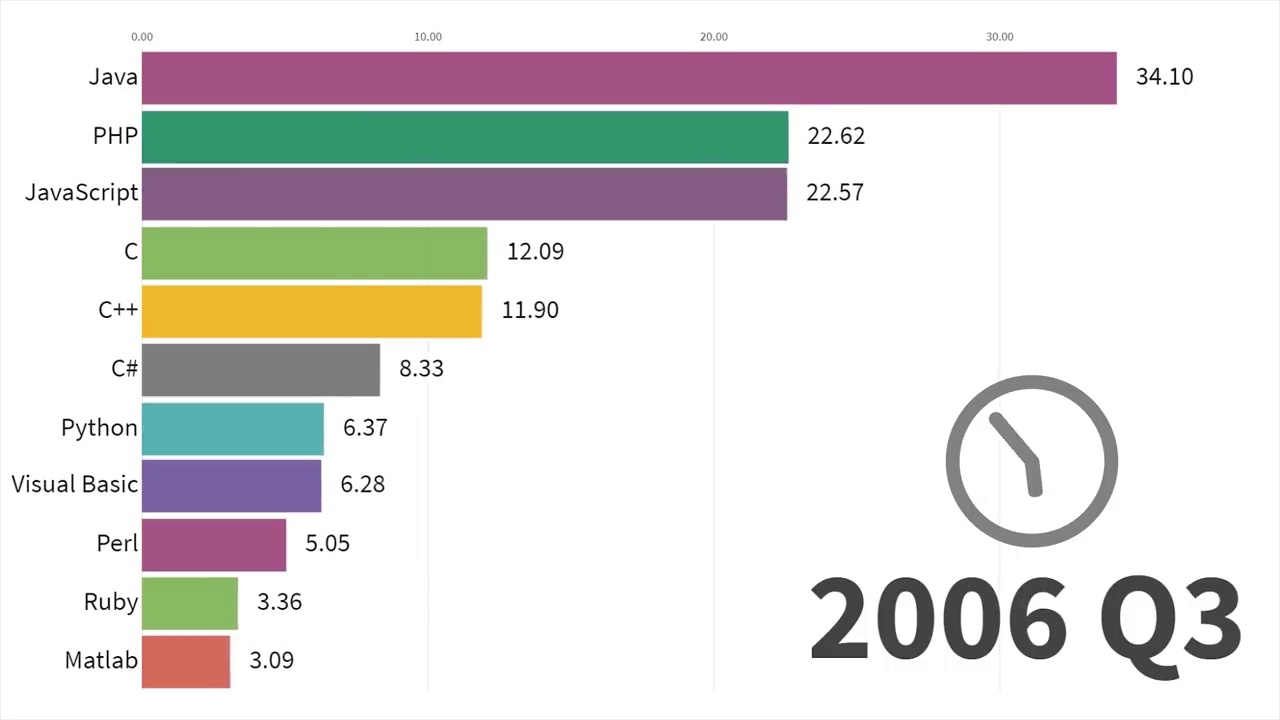 0.00 10.00 20.00 30.00
Java 34.10
PHP 22.62
JavaScript 22.57
C 12.09
C++ 11.90
C# 8.33
Python 6.37
Visual Basic 6.28
Perl 5.05
Ruby 3.36
Matlab 3.09
2006 Q3